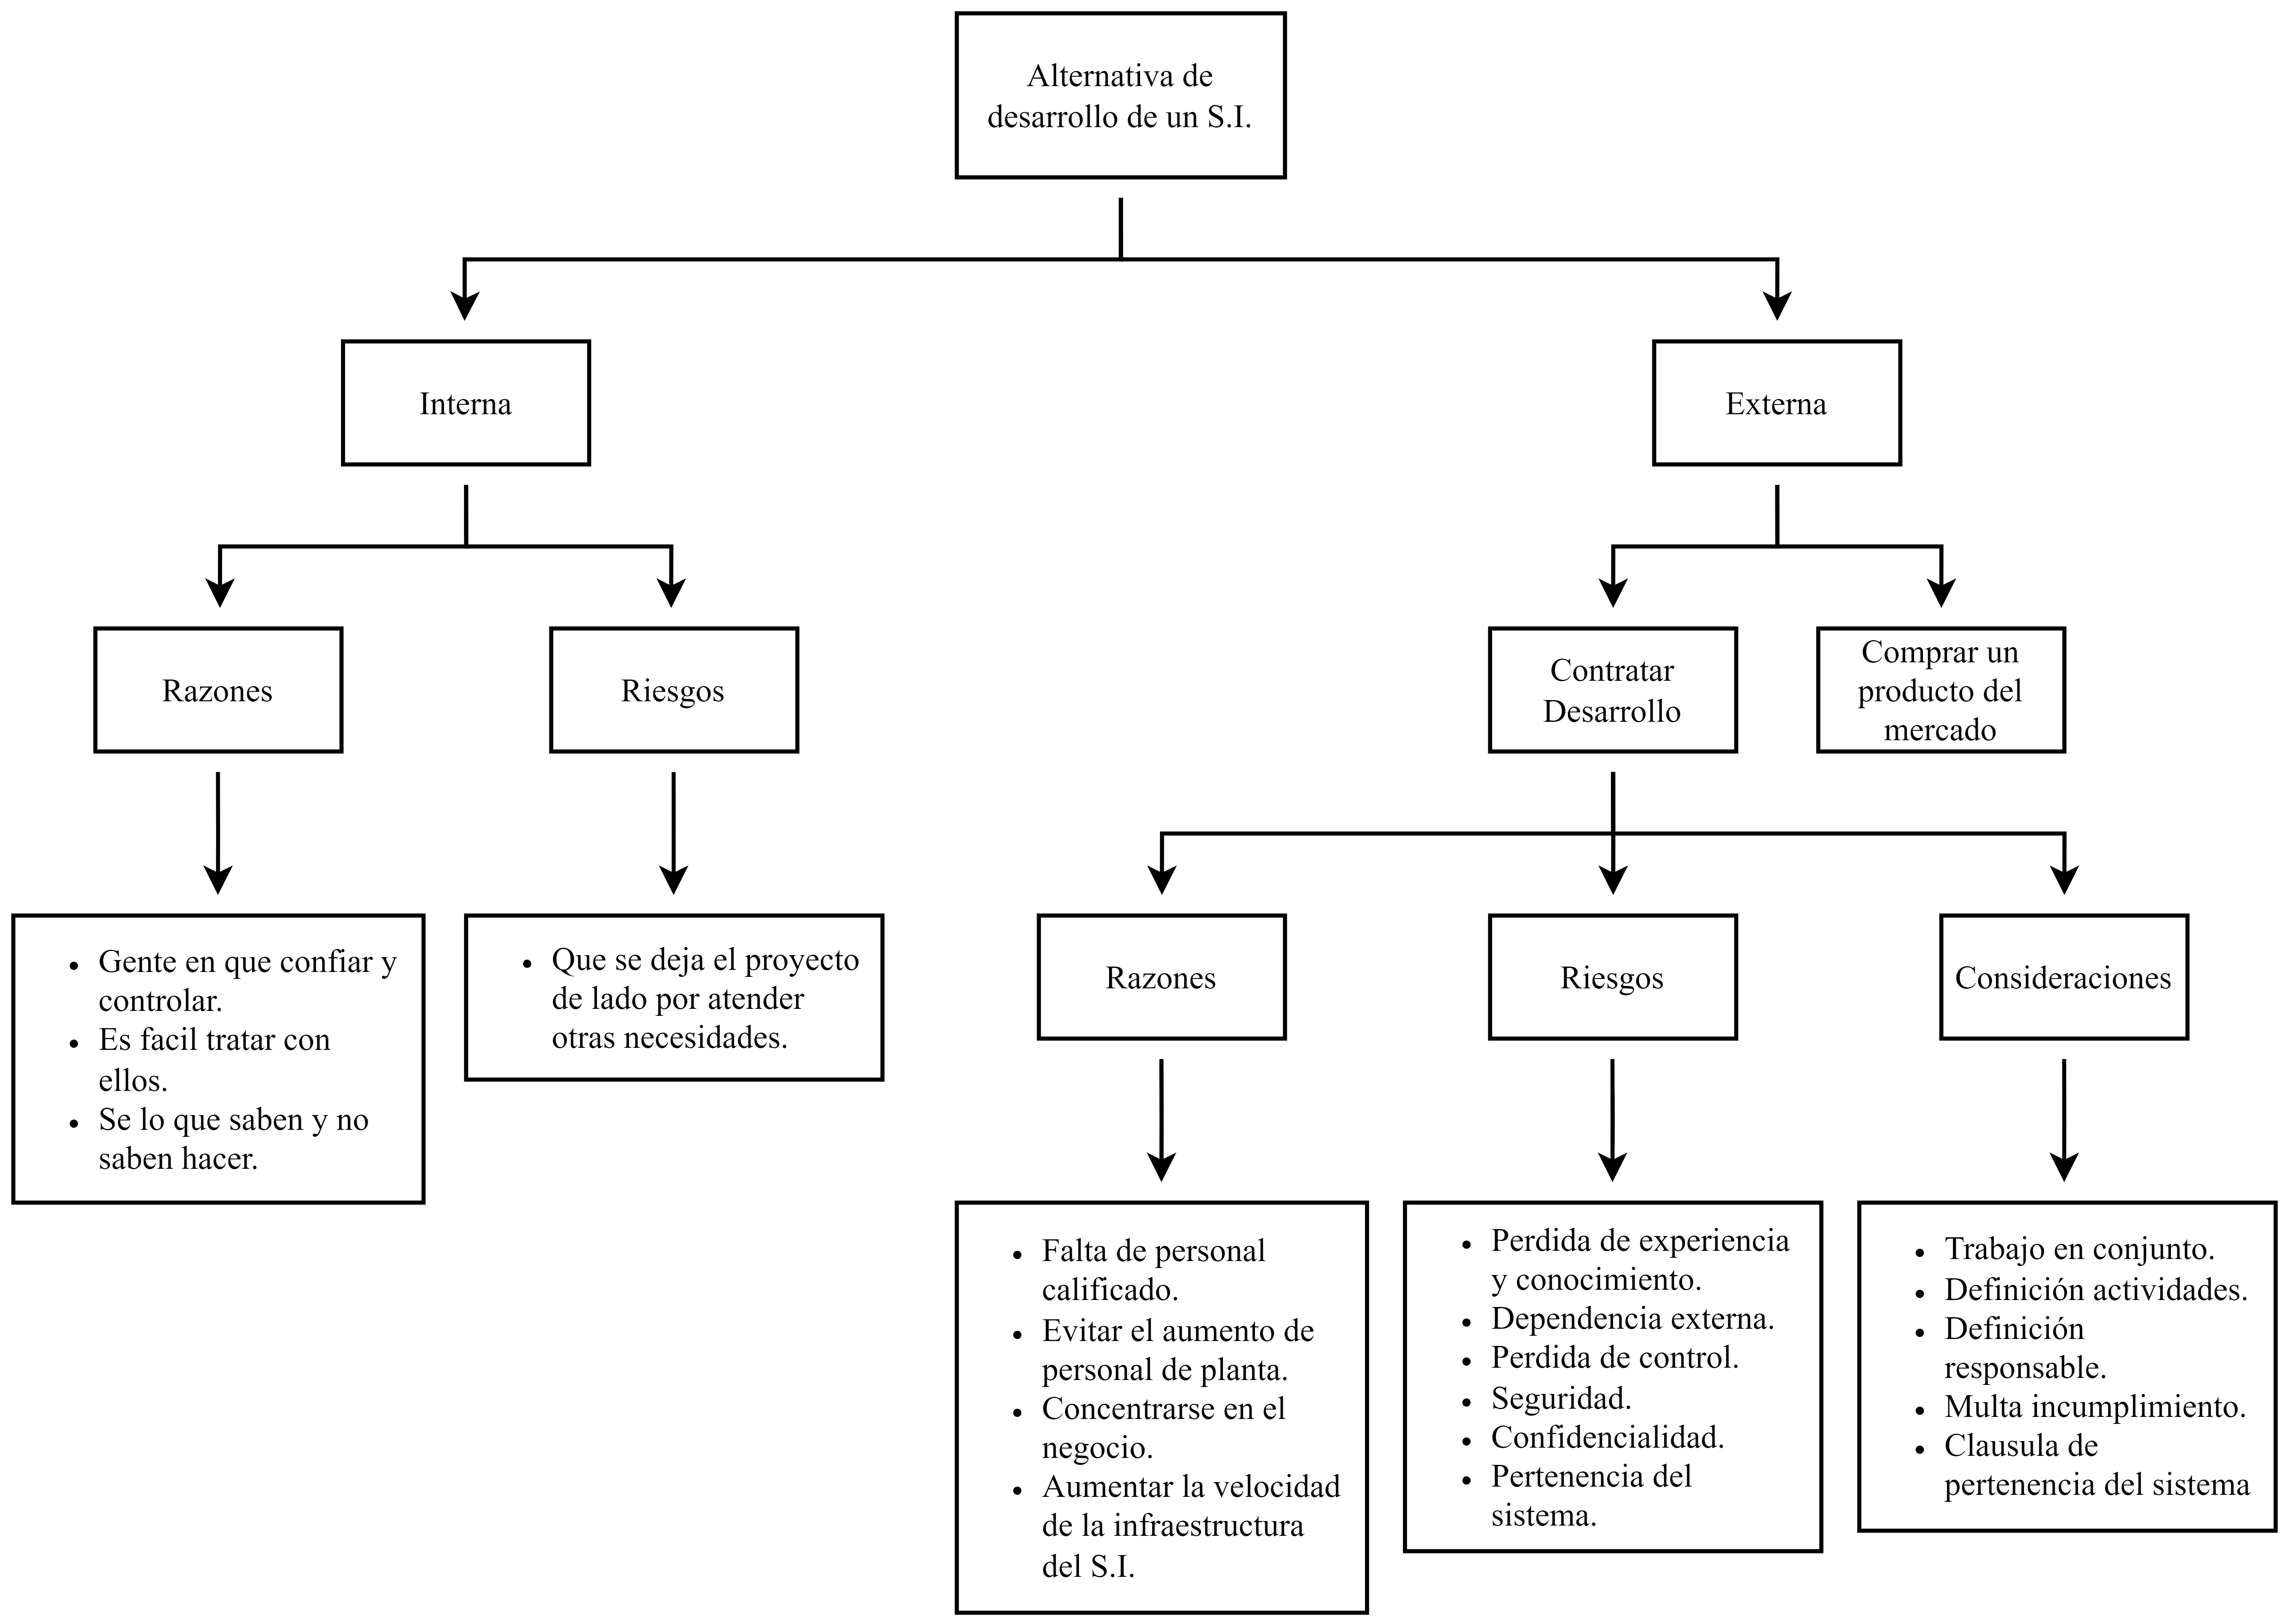 Alternativa de
desarrollo de un S.I.
Interna
Externa
Razones
Riesgos
Contratar
Desarrollo
Comprar un
producto del
mercado
Gente en que confiar y
controlar.
Es facil tratar con
ellos.
Se lo que saben y no
saben hacer.
Que se deja el proyecto
de lado por atender
otras necesidades.
Razones
Riesgos
Consideraciones
Falta de personal
calificado.
Evitar el aumento de
personal de planta.
Concentrarse en el
negocio.
Aumentar la velocidad
de la infraestructura
del S.I.
Perdida de experiencia
y conocimiento.
Dependencia externa.
Perdida de control.
Seguridad.
Confidencialidad.
Pertenencia del
sistema.
Trabajo en conjunto.
Definición actividades.
Definición
responsable.
Multa incumplimiento.
Clausula de
pertenencia del sistema